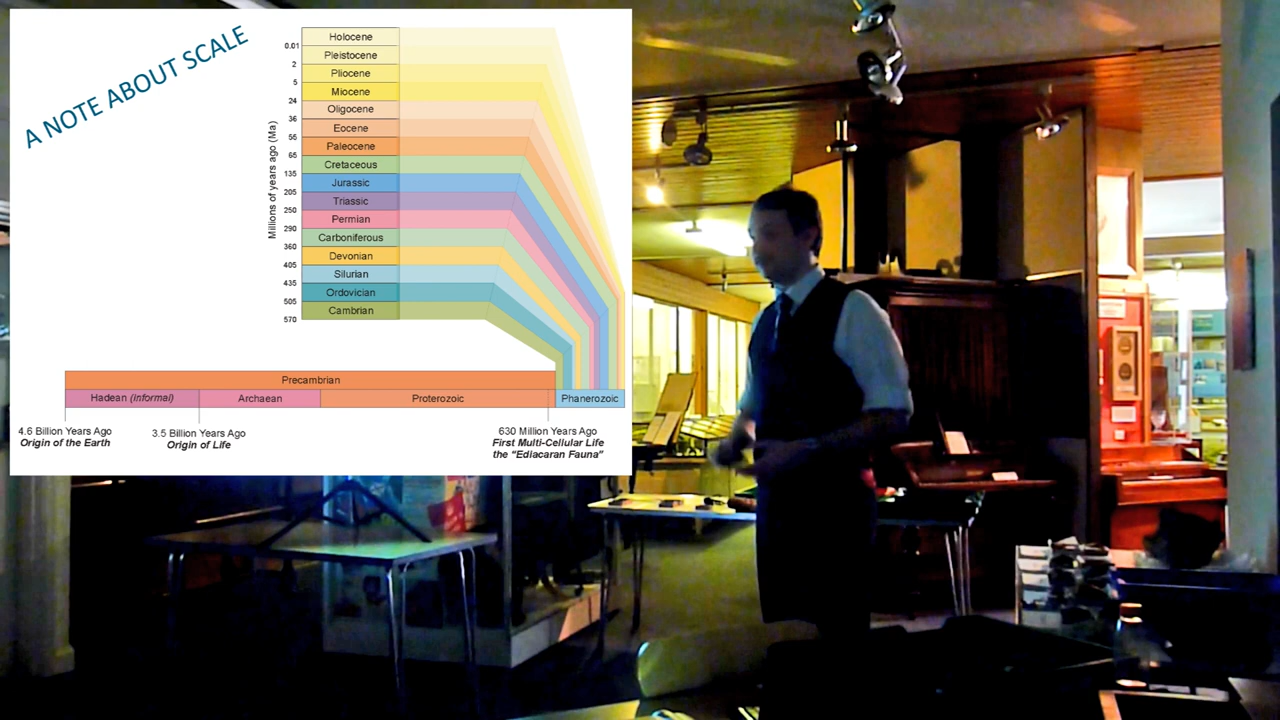 A NOTE ABOUT SCALE
Millions of years ago (Ma)
Holocene
0.01
Pleistocene
2
Pliocene
5
Miocene
24
Oligocene
36
Eocene
55
Paleocene
65
Cretaceous
135
Jurassic
205
Triassic
250
Permian
290
Carboniferous
360
Devonian
405
Silurian
435
Ordovician
505
Cambrian
570
Precambrian
Hadean (informal) Archaean Proterozoic Phanerozoic
4.6 Billion Years Ago
Origin of the Earth
3.5 Billion Years Ago
Origin of Life
630 Million Years Ago
First Multi-Cellular Life
the "Ediacaran Fauna"